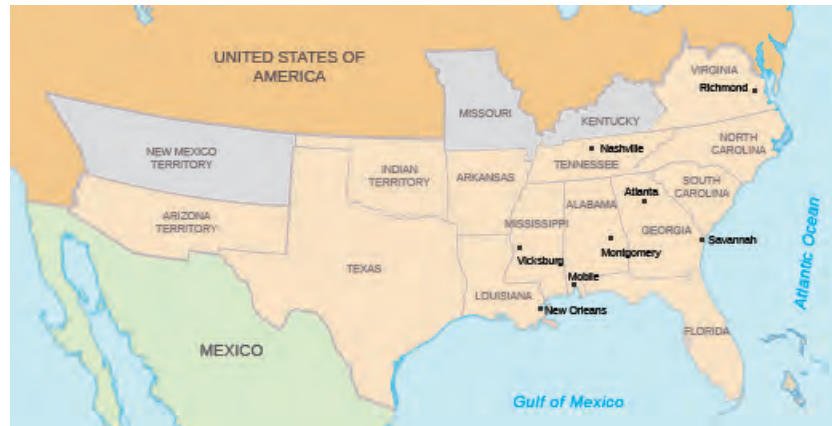 UNITED STATES OF
AMERICA
VIRGINIA
Richmond
MISSOURI
KENTUCKY
NEW MEXICO
TERRITORY
Nashville
TENNESSEE
NORTH
CAROLINA
INDIAN
TERRITORY
ARKANSAS
SOUTH
CAROLINA
Atlanta
ARIZONA
TERRITORY
MISSISSIPPI
ALABAMA
GEORGIA
Savannah
Atlantic Ocean
Vicksburg
Montgomery
TEXAS
Mobile
LOUISIANA
New Orleans
FLORIDA
MEXICO
Gulf of Mexico